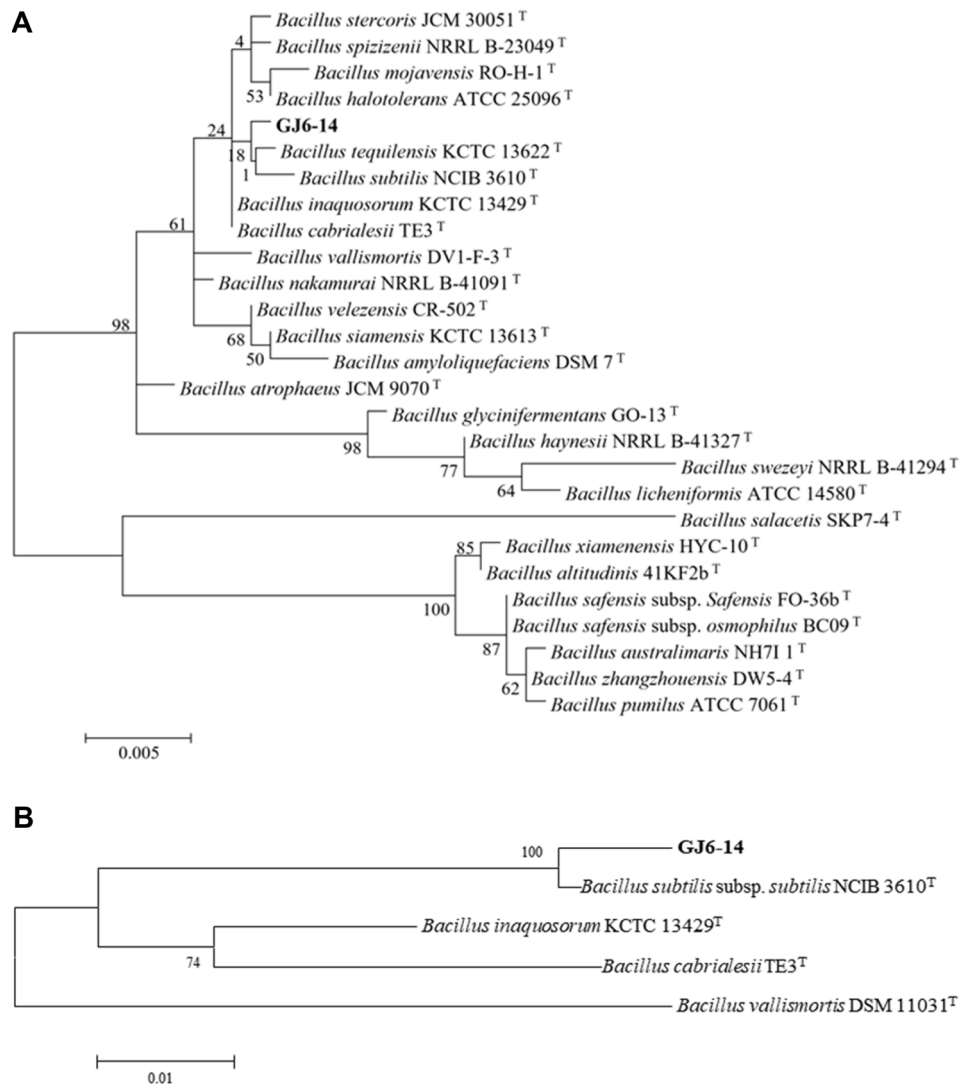 A
Bacillus stercoris JCM 30051 T
4
Bacillus spizizenii NRRL B-23049 T
Bacillus mojavensis RO-H-1 T
53
Bacillus halotolerans ATCC 25096 T
24
GJ6-14
18
Bacillus tequilensis KCTC 13622 T
1
Bacillus subtilis NCIB 3610 T
Bacillus inaquosorum KCTC 13429 T
61
Bacillus cabrialesii TE3 T
Bacillus vallismortis DV1-F-3 T
Bacillus nakamurai NRRL B-41091 T
Bacillus velezensis CR-502 T
98
68
Bacillus siamensis KCTC 13613 T
50
Bacillus amyloliquefaciens DSM 7 T
Bacillus atrophaeus JCM 9070 T
Bacillus glycinifermentans GO-13 T
98
Bacillus haynesii NRRL B-41327 T
77
Bacillus swezeyi NRRL B-41294 T
64
Bacillus licheniformis ATCC 14580 T
Bacillus salacetis SKP7-4 T
85
Bacillus xiamenensis HYC-10 T
Bacillus altitudinis 41KF2b T
100
Bacillus safensis subsp. Safensis FO-36b T
Bacillus safensis subsp. osmophilus BC09 T
87
Bacillus australimaris NH7I 1 T
Bacillus zhangzhouensis DW5-4 T
62
Bacillus pumilus ATCC 7061 T
0.005
B
100
GJ6-14
Bacillus subtilis subsp. subtilis NCIB 3610T
Bacillus inaquosorum KCTC 13429T
74
Bacillus cabrialesii TE3T
Bacillus vallismortis DSM 11031T
0.01